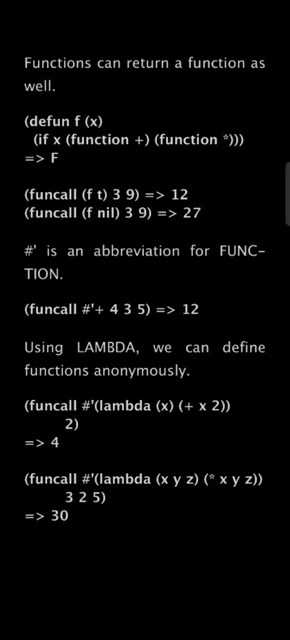 Functions can return a function as
well.
(defun f (x)
(if x (function +) (function *)))
=> F
(funcall (f t) 3 9) => 12
(funcall (f nil) 3 9) => 27
#' is an abbreviation for FUNC-
TION.
(funcall #'+ 4 3 5) => 12
Using LAMBDA, we can define
functions anonymously.
(funcall #'(lambda (x) (+ x 2))
2)
=> 4
(funcall #'(lambda (x y z) (* x y z))
3 2 5)
=> 30